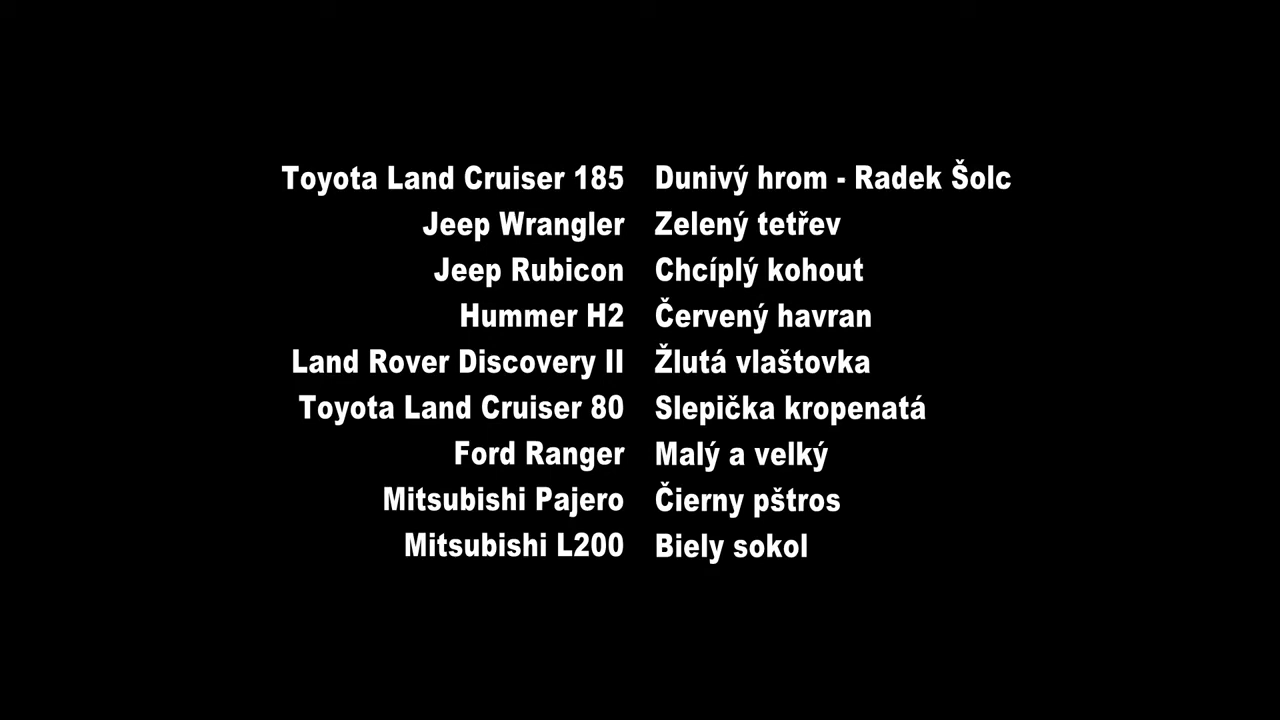 Toyota Land Cruiser 185 Dunivý hrom - Radek Šolc
Jeep Wrangler Zelený tetřev
Jeep Rubicon Chcíplý kohout
Hummer H2 Červený havran
Land Rover Discovery II Žlutá vlaštovka
Toyota Land Cruiser 80 Slepička kropenatá
Ford Ranger Malý a velký
Mitsubishi Pajero Čierny pštros
Mitsubishi L200 Biely sokol